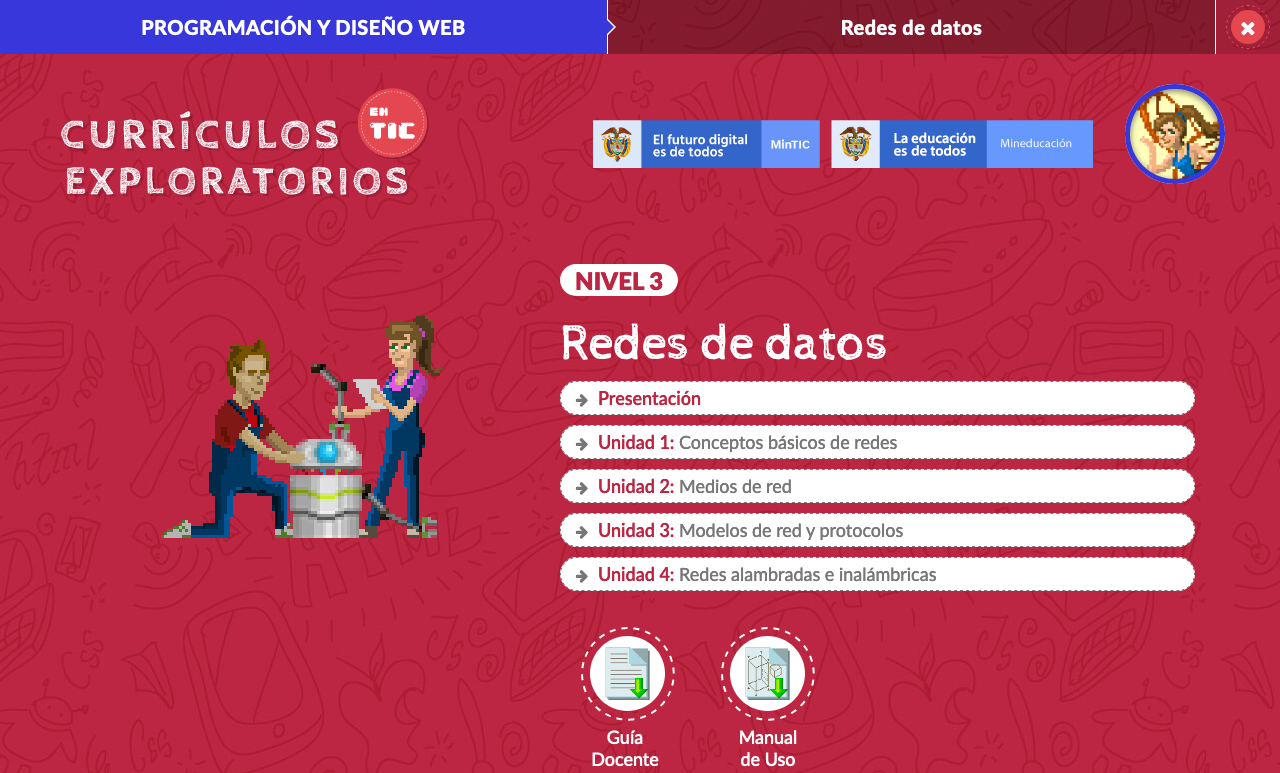 PROGRAMACIÓN Y DISEÑO WEB
Redes de datos
CURRÍCULOS
EXPLORATORIOS
EN
TIC
El futuro digital
es de todos
MinTIC
La educación
es de todos
Mineducación
NIVEL 3
Redes de datos
Presentación
Unidad 1: Conceptos básicos de redes
Unidad 2: Medios de red
Unidad 3: Modelos de red y protocolos
Unidad 4: Redes alambradas e inalámbricas
Guía
Docente
Manual
de Uso
html
Css